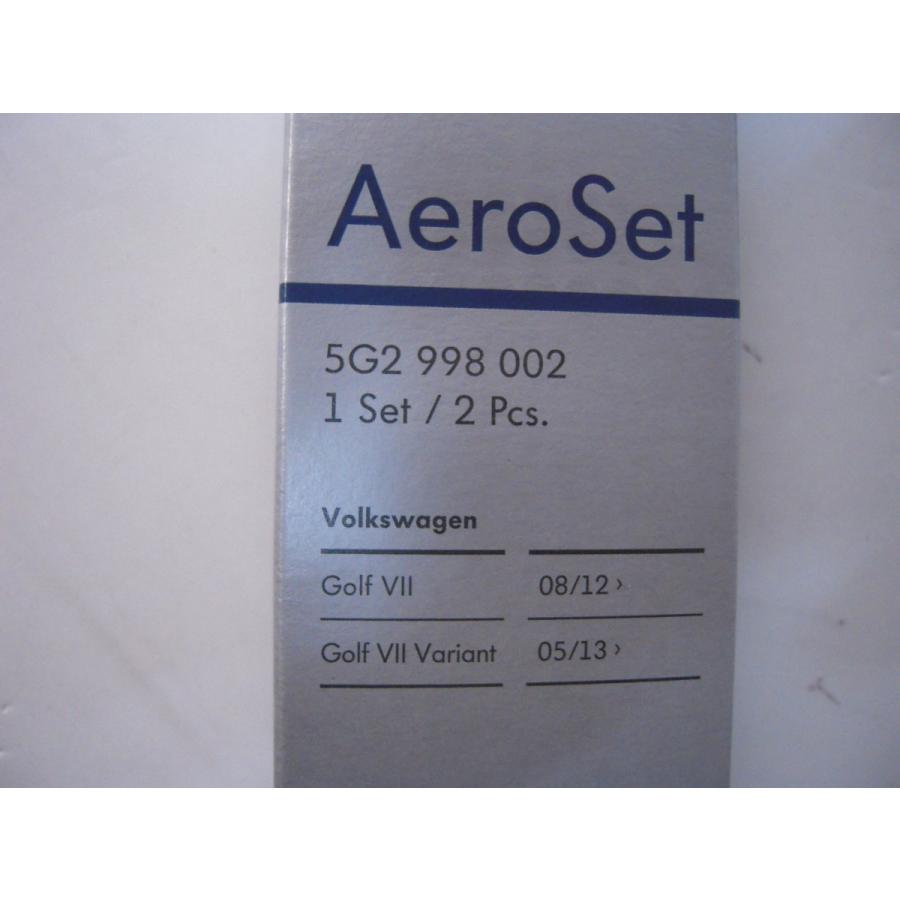 AeroSet
5G2 998 002
1 Set / 2 Pcs.
Volkswagen
Golf VII 08/12 ›
Golf VII Variant 05/13 ›